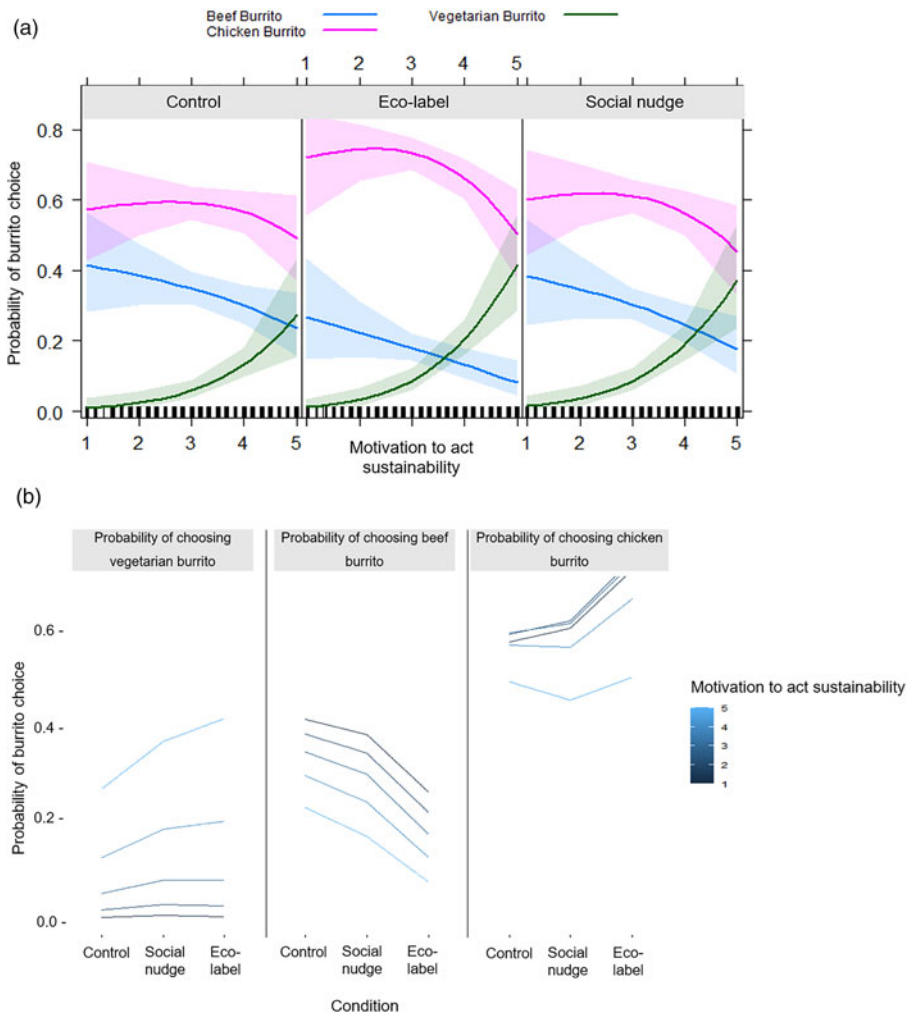 (a)
Beef Burrito
Vegetarian Burrito
Chicken Burrito
1 2 3 4 5
Control
Eco-label
Social nudge
Probability of burrito choice
0.8
0.6
0.4
0.2
0.0
1 2 3 4 5
1 2 3 4 5
Motivation to act
sustainability
(b)
Probability of choosing
vegetarian burrito
Probability of choosing beef
burrito
Probability of choosing chicken
burrito
Probability of burrito choice
0.6 -
0.4 -
0.2 -
0.0 -
Control
Social
nudge
Eco-
label
Control
Social
nudge
Eco-
label
Control
Social
nudge
Eco-
label
Condition
Motivation to act sustainability
5
4
3
2
1